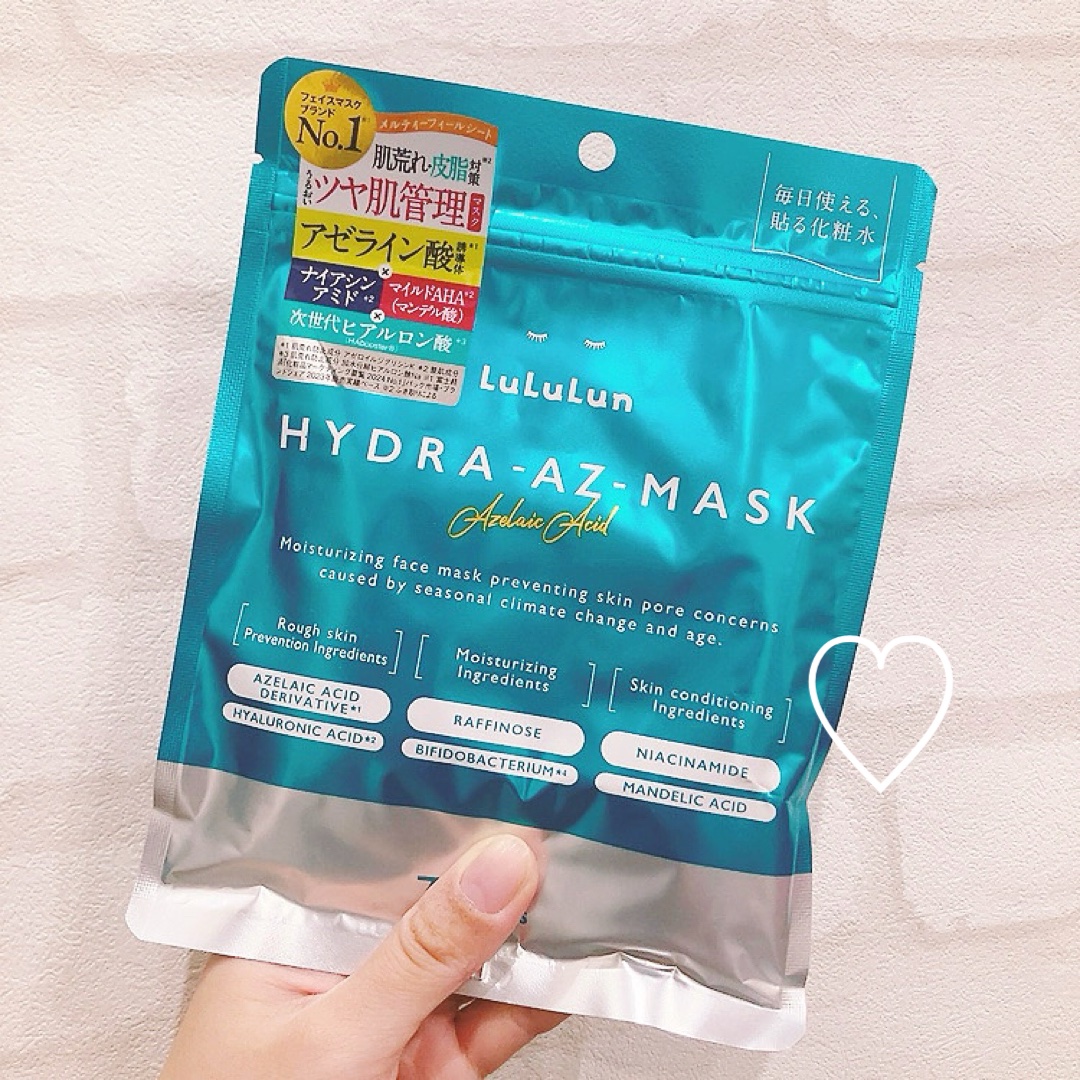 フェイスマスク
ブランド
No.1
メルティーフィールシート
肌荒れ・皮脂対策*2
うるおい
ツヤ肌管理
マスク
アゼライン酸誘導体*1
×
ナイアシン
アミド*2
マイルドAHA*2
(マンデル酸)
×
次世代ヒアルロン酸*3
毎日使える、
貼る化粧水
LuLuLun
HYDRA-AZ-MASK
Azelaic Acid
Moisturizing face mask preventing skin pore concerns
caused by seasonal climate change and age.
Rough skin
Prevention Ingredients
AZELAIC ACID
DERIVATIVE*1
HYALURONIC ACID*2
Moisturizing
Ingredients
RAFFINOSE
BIFIDOBACTERIUM*4
Skin conditioning
Ingredients
NIACINAMIDE
MANDELIC ACID